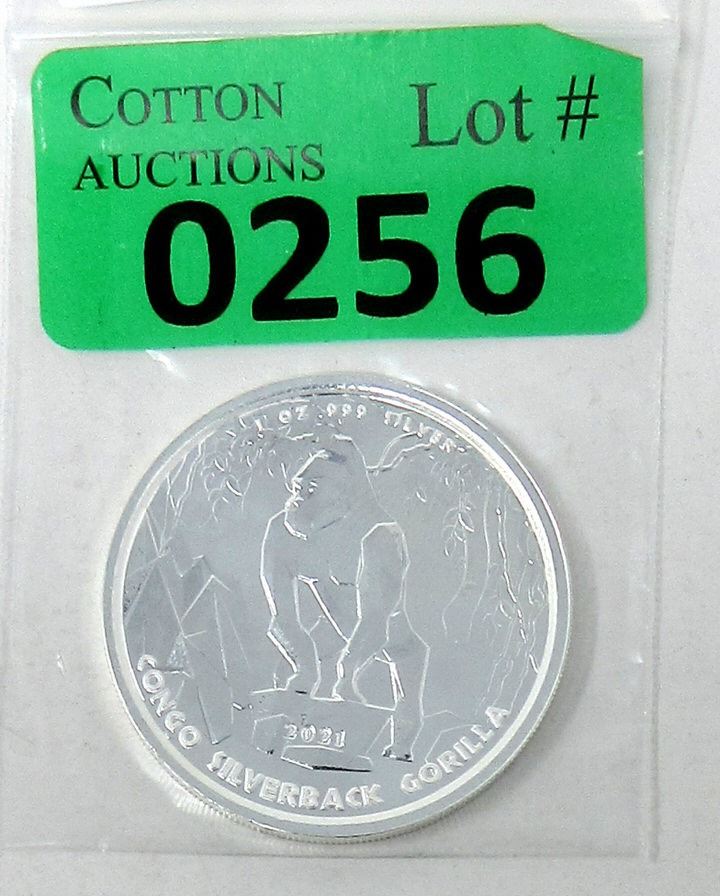 COTTON
AUCTIONS
Lot #
0256
1 OZ 999 SILVER
2021
CONGO SILVERBACK GORILLA